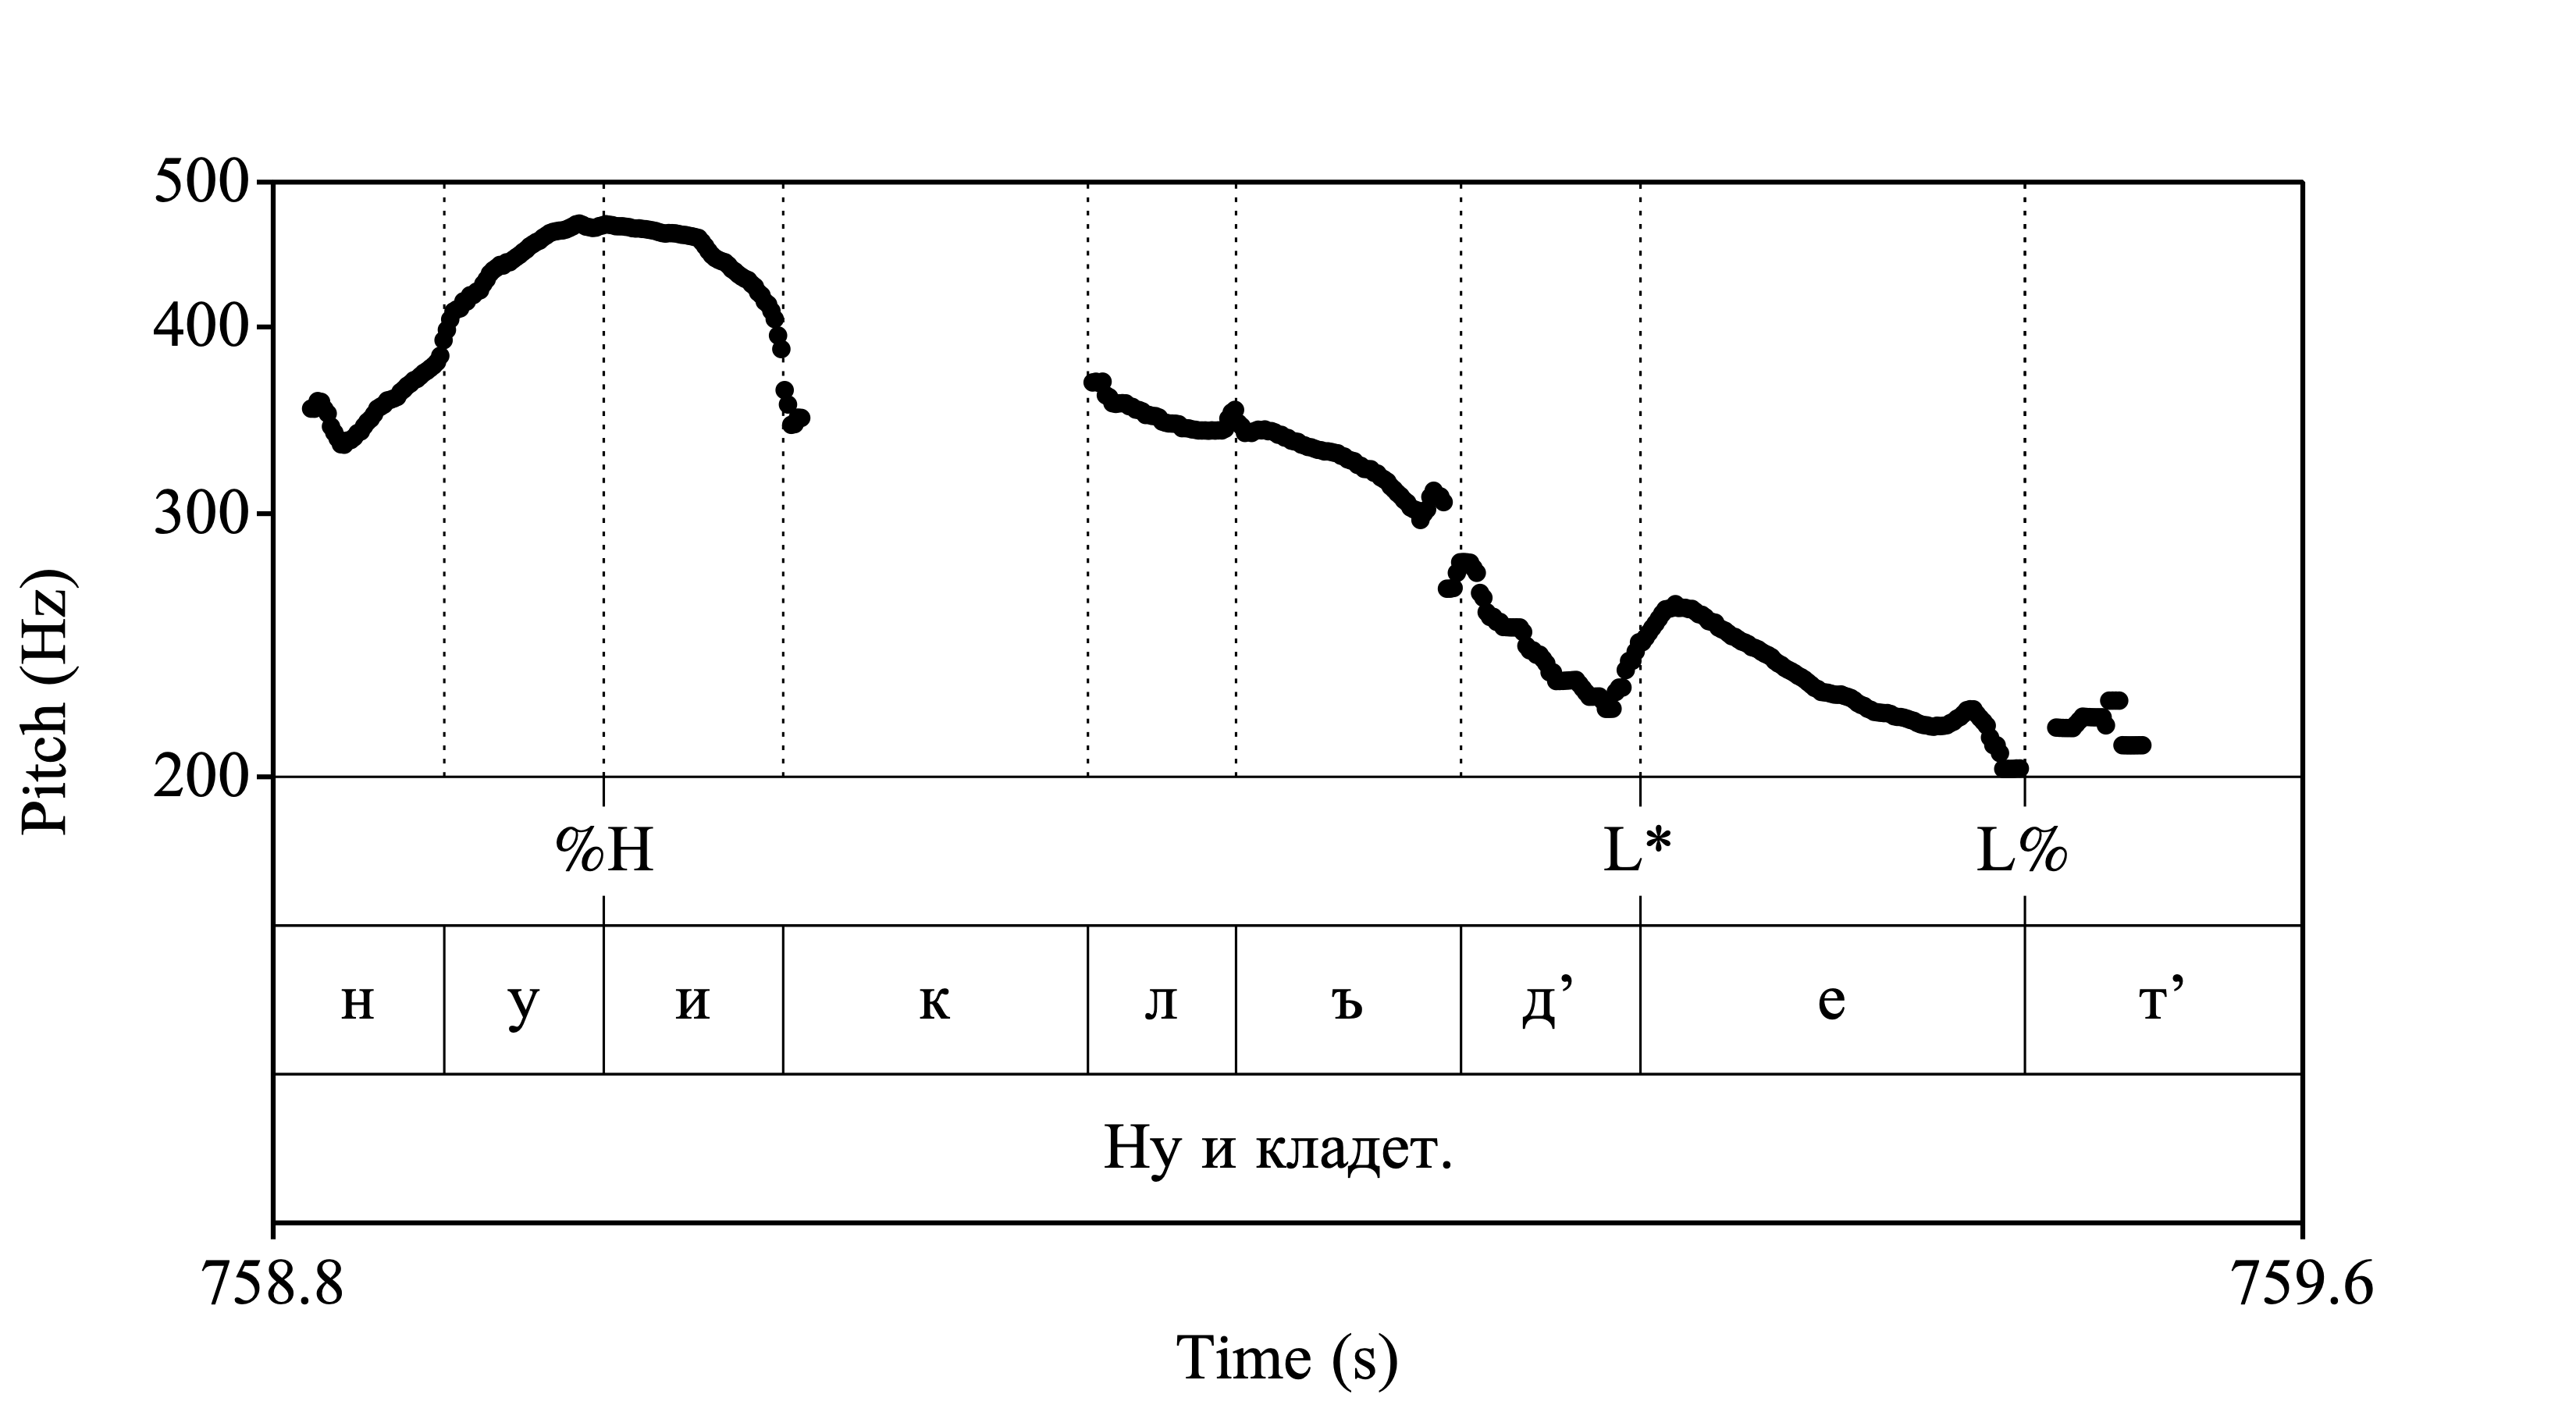 500
400
300
200
Pitch (Hz)
%H L* L%
н у и к л ъ д’ е т’
Ну и кладет.
758.8 759.6
Time (s)